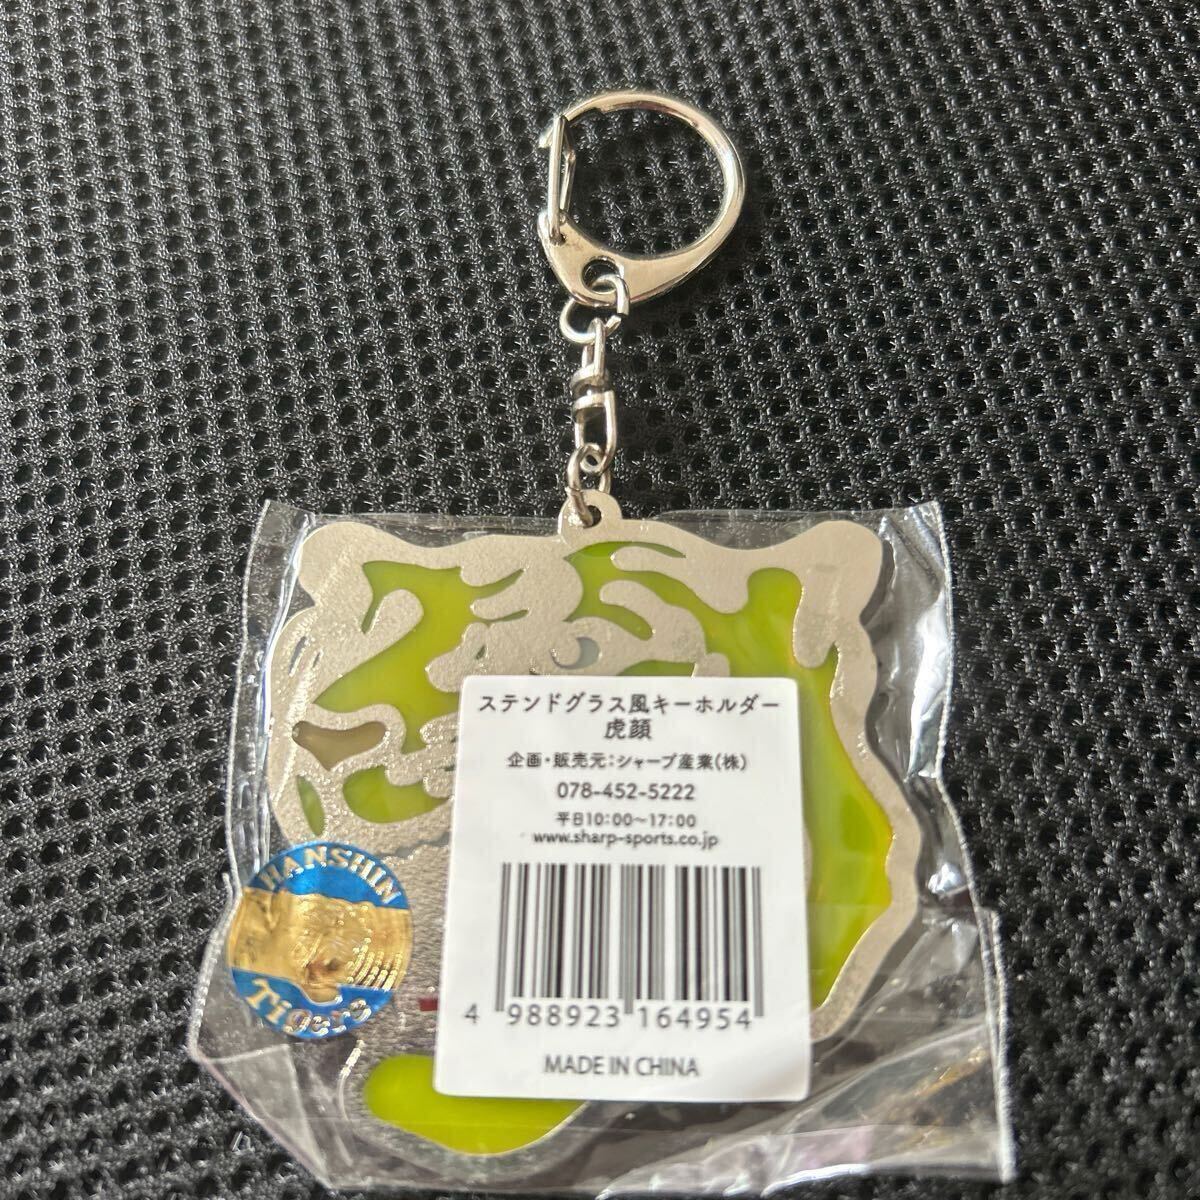 ステンドグラス風キーホルダー
虎顔
企画・販売元：シャープ産業（株）
078-452-5222
平日10：00～17：00
www.sharp-sports.co.jp
4 988923 164954
MADE IN CHINA
HANSHIN
Tigers